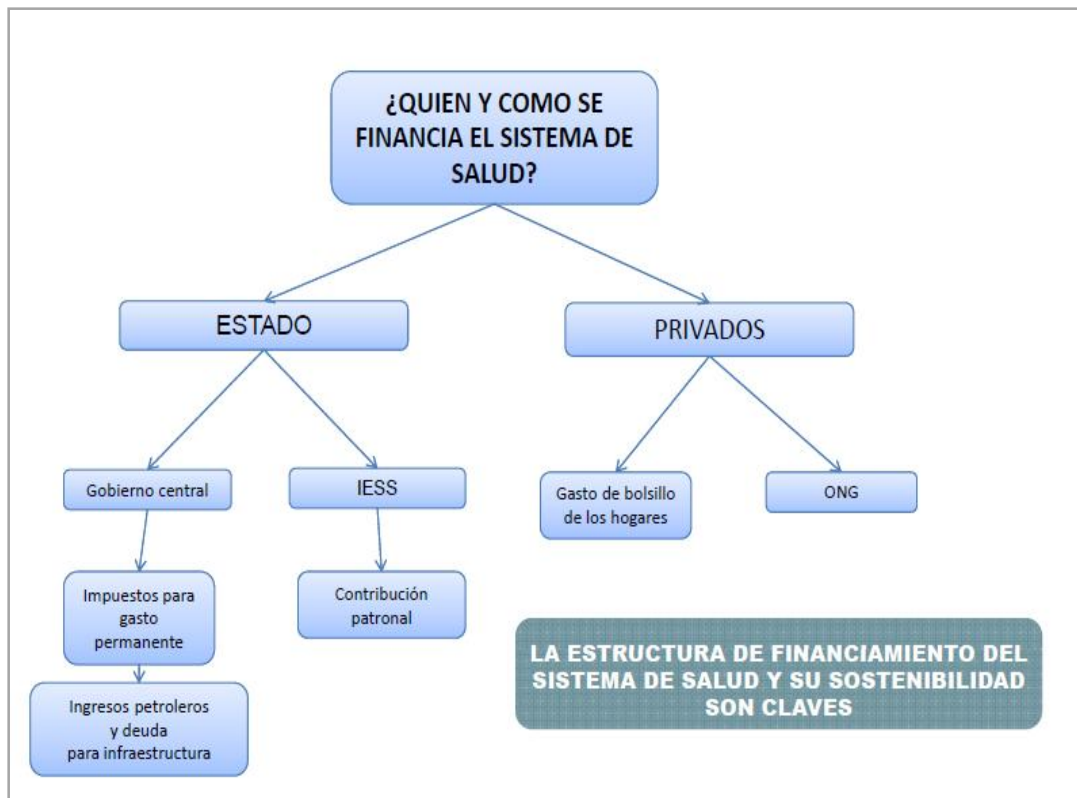 ¿QUIEN Y COMO SE
FINANCIA EL SISTEMA DE
SALUD?
ESTADO
PRIVADOS
Gobierno central
IESS
Gasto de bolsillo
de los hogares
ONG
Impuestos para
gasto
permanente
Contribución
patronal
Ingresos petroleros
y deuda
para infraestructura
LA ESTRUCTURA DE FINANCIAMIENTO DEL
SISTEMA DE SALUD Y SU SOSTENIBILIDAD
SON CLAVES